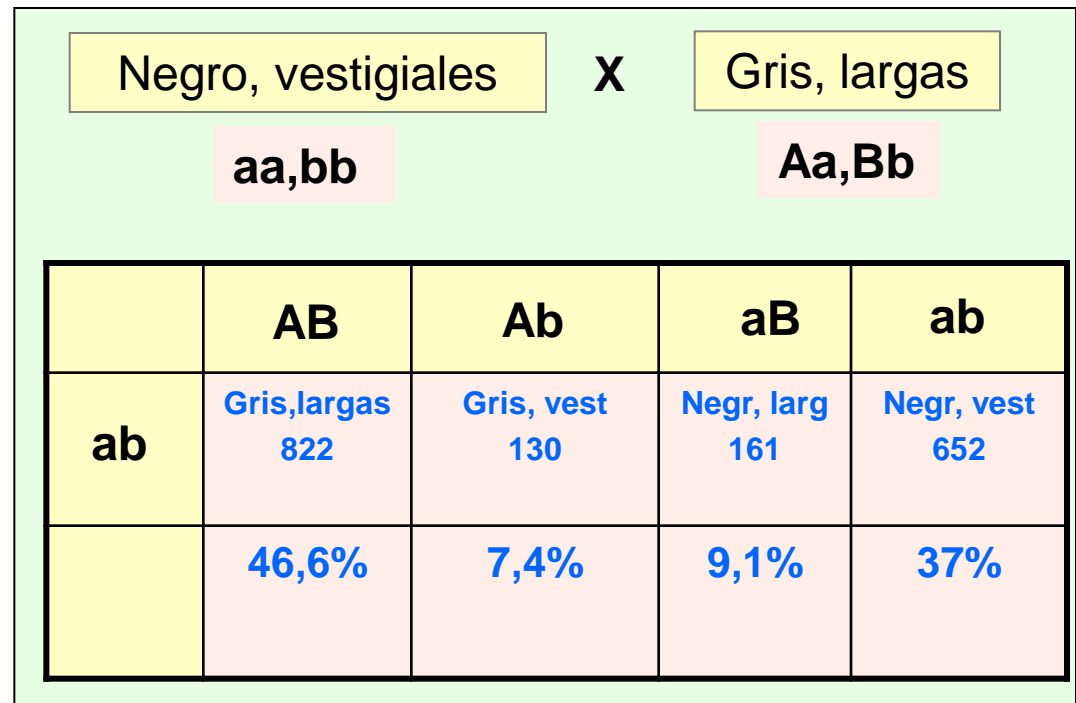 Negro, vestigiales X Gris, largas
aa,bb Aa,Bb
AB Ab aB ab
Gris,largas Gris, vest Negr, larg Negr, vest
ab 822 130 161 652
46,6% 7,4% 9,1% 37%